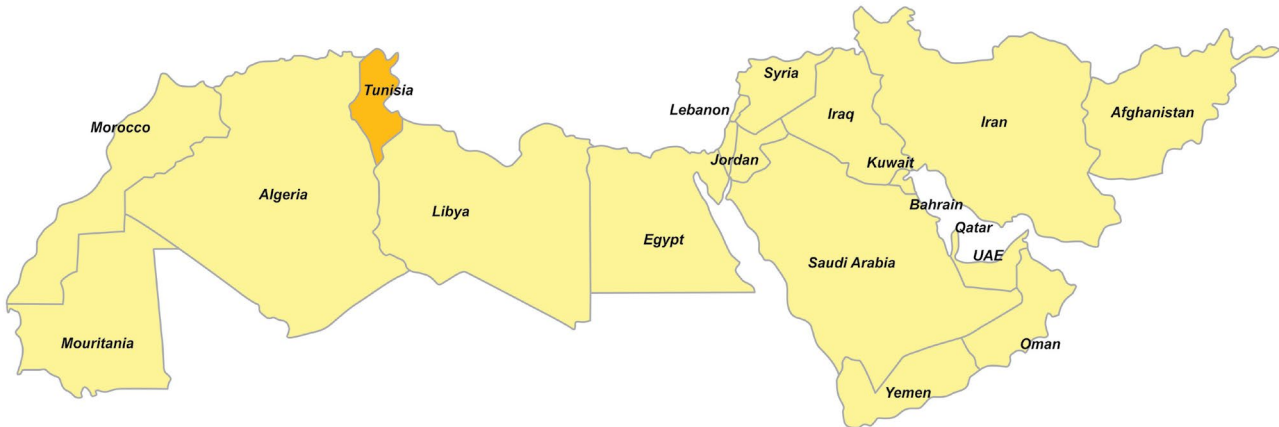 Tunisia
Syria
Lebanon
Morocco
Iraq
Iran
Afghanistan
Jordan
Kuwait
Algeria
Libya
Bahrain
Egypt
Qatar
Saudi Arabia
UAE
Mouritania
Oman
Yemen